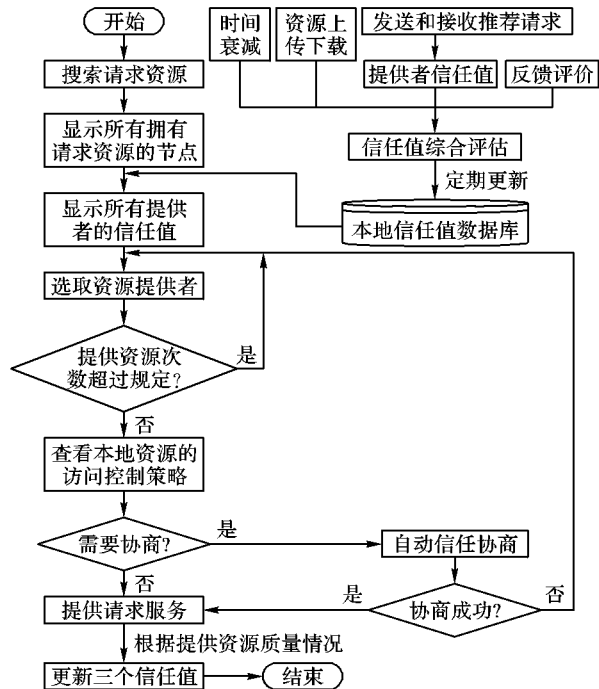 开始
搜索请求资源
显示所有拥有
请求资源的节点
显示所有提供
者的信任值
选取资源提供者
提供资源次
数超过规定?
是
否
查看本地资源的
访问控制策略
需要协商?
是
否
提供请求服务
根据提供资源质量情况
更新三个信任值
结束
时间
衰减
资源上
传下载
发送和接收推荐请求
提供者信任值
反馈评价
信任值综合评估
定期更新
本地信任值数据库
自动信任协商
协商成功?
是
否